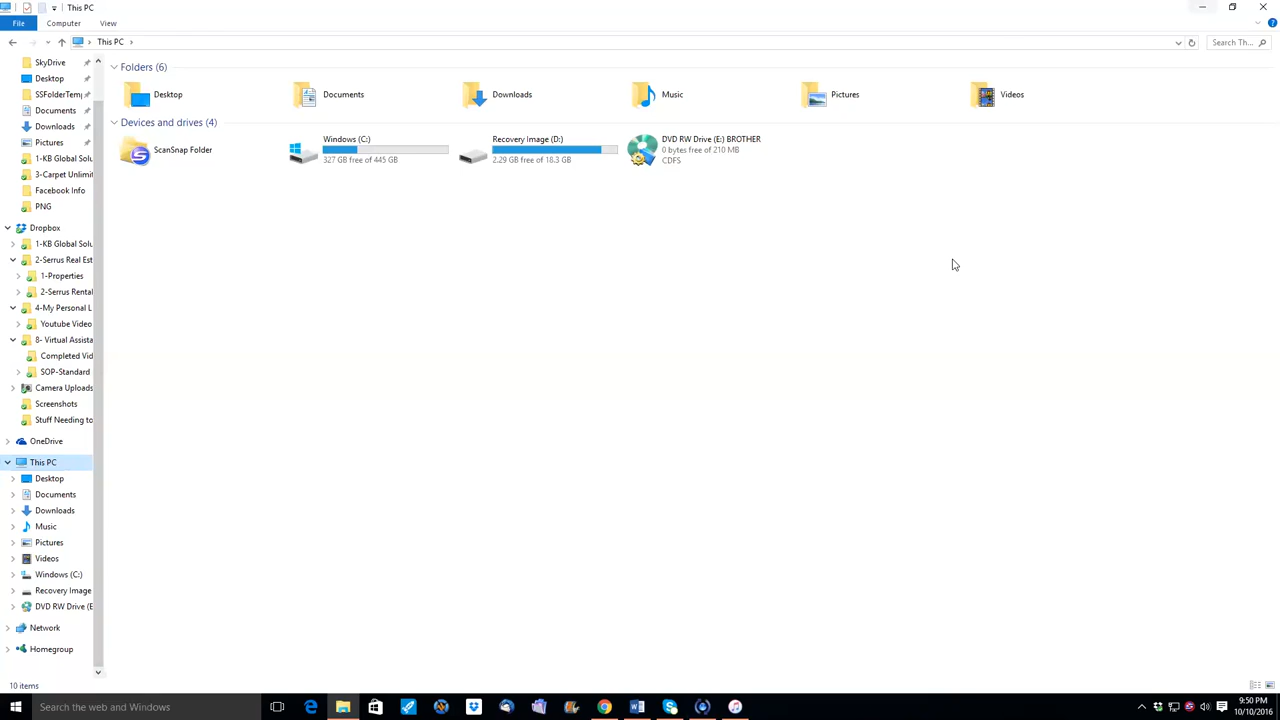 This PC
File
Computer
View
This PC
Search Th...
SkyDrive
Desktop
SSFolderTemp
Documents
Downloads
Pictures
1-KB Global Solu
3-Carpet Unlimit
Facebook Info
PNG
Dropbox
1-KB Global Solu
2-Serrus Real Est
1-Properties
2-Serrus Rental
4-My Personal L
Youtube Video
8- Virtual Assista
Completed Vid
SOP-Standard
Camera Uploads
Screenshots
Stuff Needing to
OneDrive
This PC
Desktop
Documents
Downloads
Music
Pictures
Videos
Windows (C:)
Recovery Image
DVD RW Drive (E
Network
Homegroup
Folders (6)
Desktop
Documents
Downloads
Music
Pictures
Videos
Devices and drives (4)
ScanSnap Folder
Windows (C:)
327 GB free of 445 GB
Recovery Image (D:)
2.29 GB free of 18.3 GB
DVD RW Drive (E:) BROTHER
0 bytes free of 210 MB
CDFS
10 items
Search the web and Windows
9:50 PM
10/10/2016